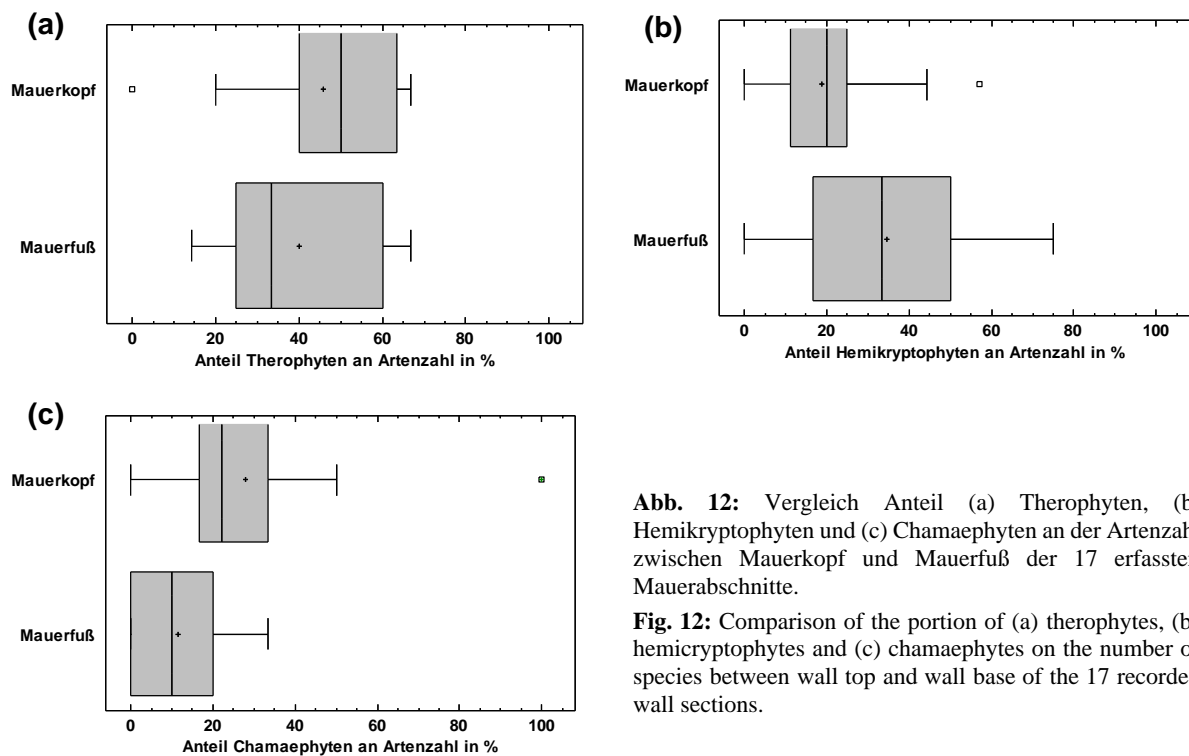 (a)
Mauerkopf
Mauerfuß
0 20 40 60 80 100
Anteil Therophyten an Artenzahl in %
(b)
Mauerkopf
Mauerfuß
0 20 40 60 80 100
Anteil Hemikryptophyten an Artenzahl in %
(c)
Mauerkopf
Mauerfuß
0 20 40 60 80 100
Anteil Chamaephyten an Artenzahl in %
Abb. 12: Vergleich Anteil (a) Therophyten, (b
Hemikryptophyten und (c) Chamaephyten an der Artenzah
zwischen Mauerkopf und Mauerfuß der 17 erfasste
Mauerabschnitte.
Fig. 12: Comparison of the portion of (a) therophytes, (b
hemicryptophytes and (c) chamaephytes on the number o
species between wall top and wall base of the 17 recorde
wall sections.